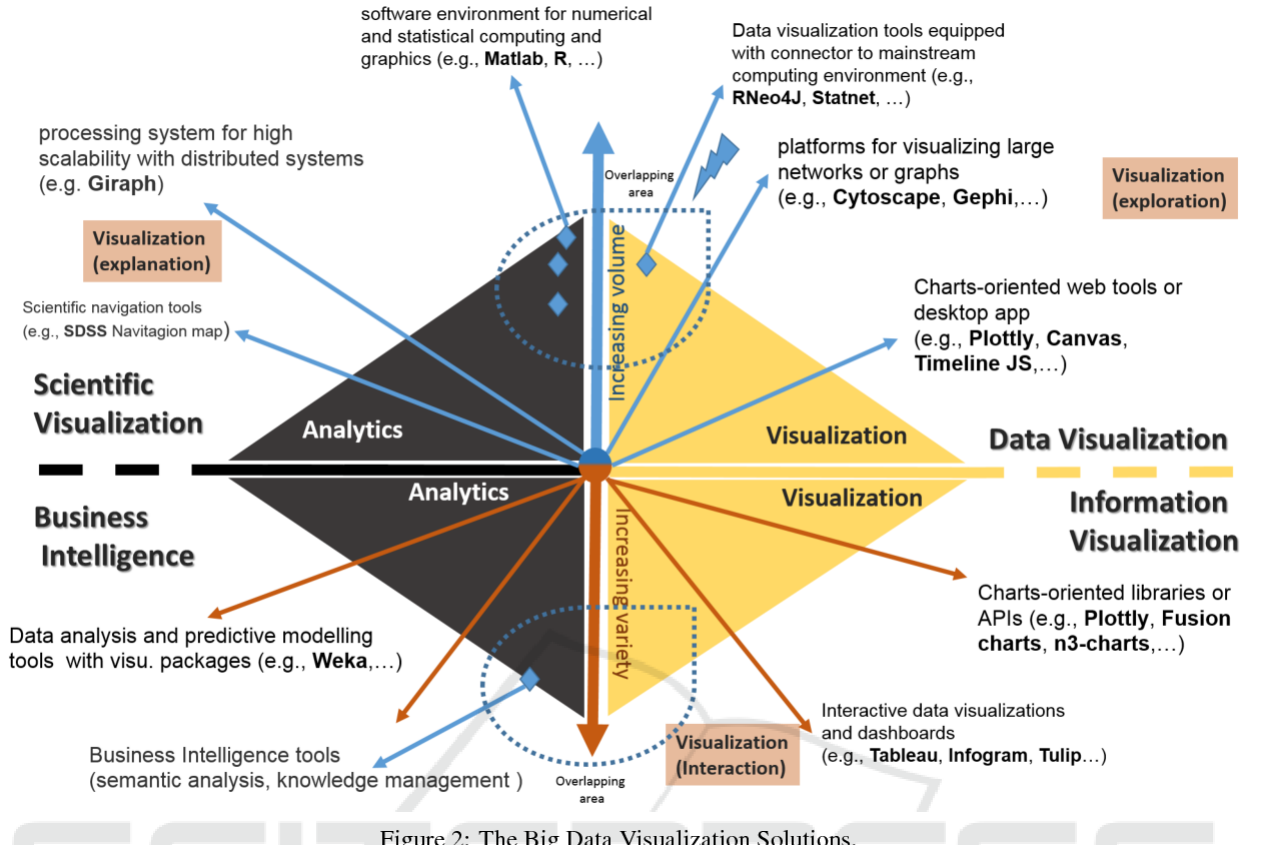 software environment for numerical
and statistical computing and
graphics (e.g., Matlab, R, …)
Data visualization tools equipped
with connector to mainstream
computing environment (e.g.,
RNeo4J, Statnet, …)
processing system for high
scalability with distributed systems
(e.g. Giraph)
Overlapping
area
platforms for visualizing large
networks or graphs
(e.g., Cytoscape, Gephi,…)
Visualization
(exploration)
Visualization
(explanation)
Increasing volume
Scientific navigation tools
(e.g., SDSS Navitagion map)
Charts-oriented web tools or
desktop app
(e.g., Plottly, Canvas,
Timeline JS,…)
Scientific
Visualization
Analytics
Visualization
Data Visualization
Business
Intelligence
Analytics
Visualization
Information
Visualization
Increasing variety
Charts-oriented libraries or
APIs (e.g., Plottly, Fusion
charts, n3-charts,…)
Data analysis and predictive modelling
tools with visu. packages (e.g., Weka,…)
Business Intelligence tools
(semantic analysis, knowledge management )
Overlapping
area
Visualization
(Interaction)
Interactive data visualizations
and dashboards
(e.g., Tableau, Infogram, Tulip…)
Figure 2: The Big Data Visualization Solutions.